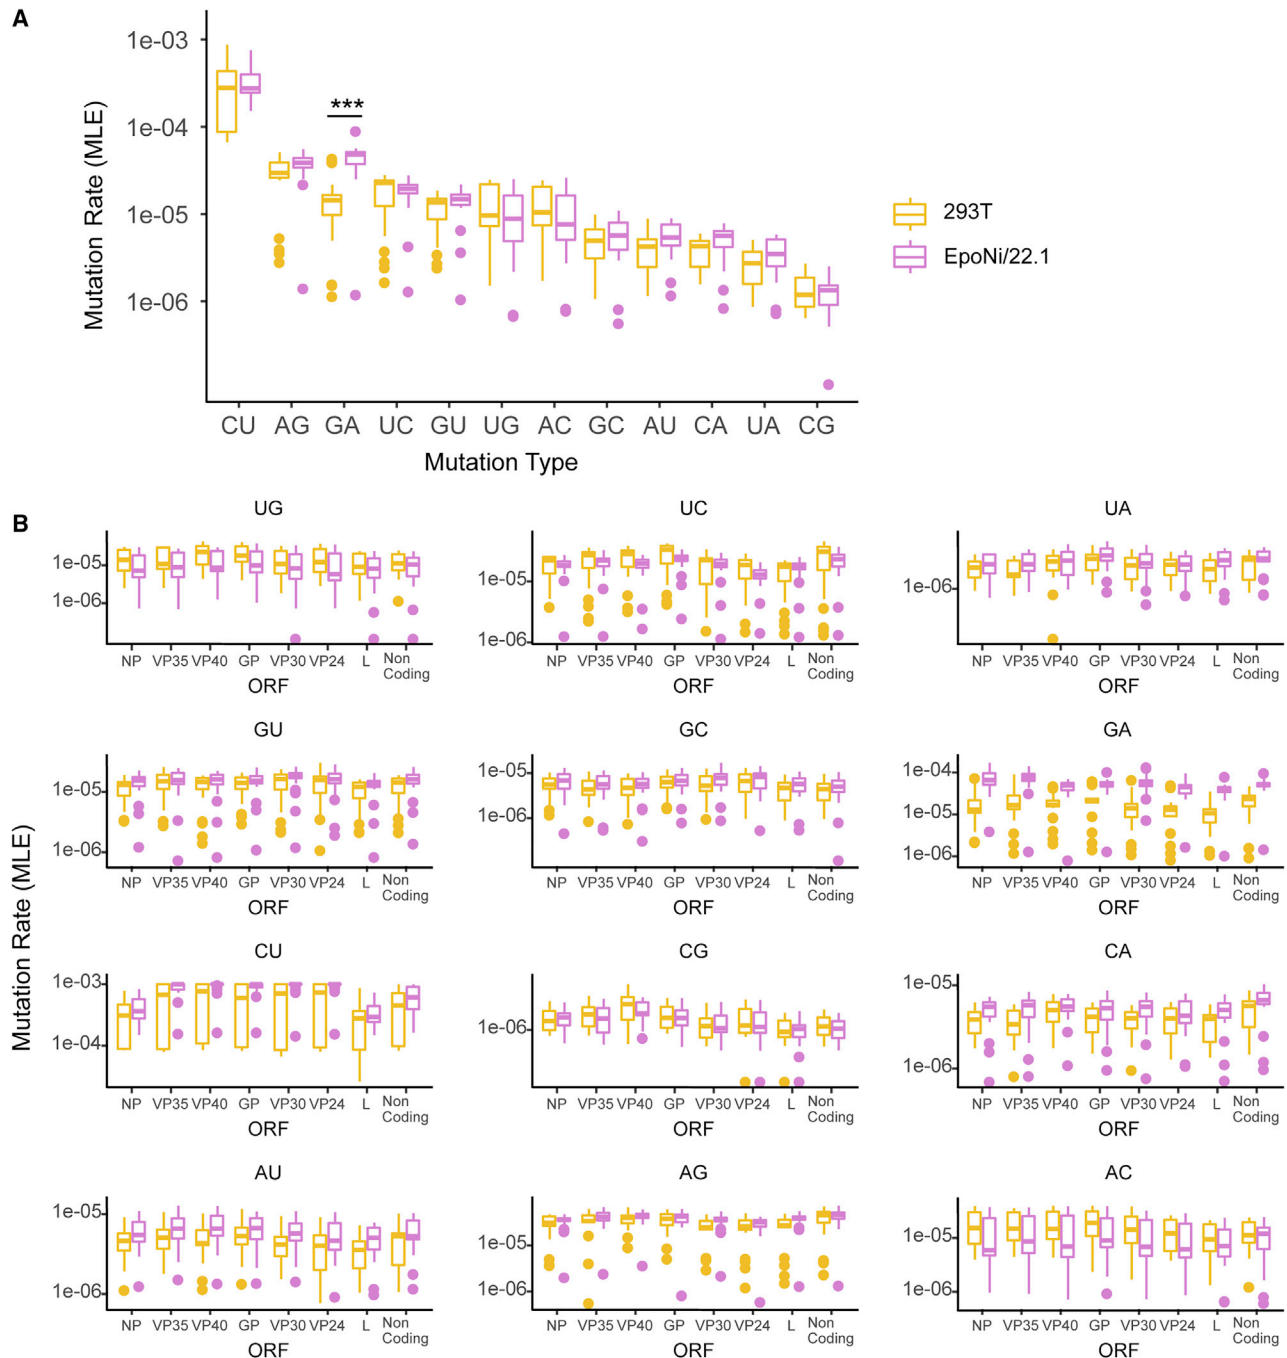 A
1e-03
1e-04
1e-05
1e-06
Mutation Rate (MLE)
***
CU AG GA UC GU UG AC GC AU CA UA CG
Mutation Type
293T
EpoNi/22.1
B
Mutation Rate (MLE)
UG
1e-05
1e-06
NP VP35 VP40 GP VP30 VP24 L Non
Coding
ORF
UC
1e-05
1e-06
NP VP35 VP40 GP VP30 VP24 L Non
Coding
ORF
UA
1e-06
NP VP35 VP40 GP VP30 VP24 L Non
Coding
ORF
GU
1e-05
1e-06
NP VP35 VP40 GP VP30 VP24 L Non
Coding
ORF
GC
1e-05
1e-06
NP VP35 VP40 GP VP30 VP24 L Non
Coding
ORF
GA
1e-04
1e-05
1e-06
NP VP35 VP40 GP VP30 VP24 L Non
Coding
ORF
CU
1e-03
1e-04
NP VP35 VP40 GP VP30 VP24 L Non
Coding
ORF
CG
1e-06
NP VP35 VP40 GP VP30 VP24 L Non
Coding
ORF
CA
1e-05
1e-06
NP VP35 VP40 GP VP30 VP24 L Non
Coding
ORF
AU
1e-05
1e-06
NP VP35 VP40 GP VP30 VP24 L Non
Coding
ORF
AG
1e-05
1e-06
NP VP35 VP40 GP VP30 VP24 L Non
Coding
ORF
AC
1e-05
1e-06
NP VP35 VP40 GP VP30 VP24 L Non
Coding
ORF